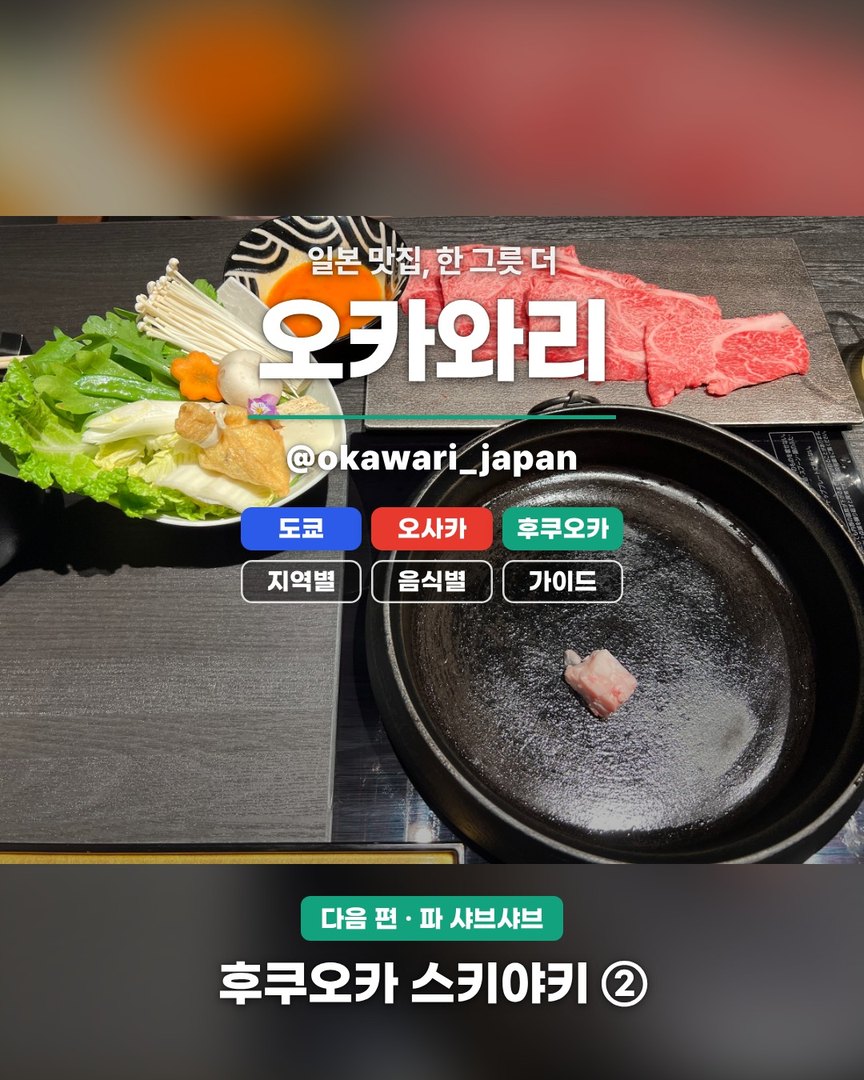 일본 맛집, 한 그릇 더
오카와리
@okawari_japan
도쿄 오사카 후쿠오카
지역별 음식별 가이드
다음 편 · 파 샤브샤브
후쿠오카 스키야키 ②